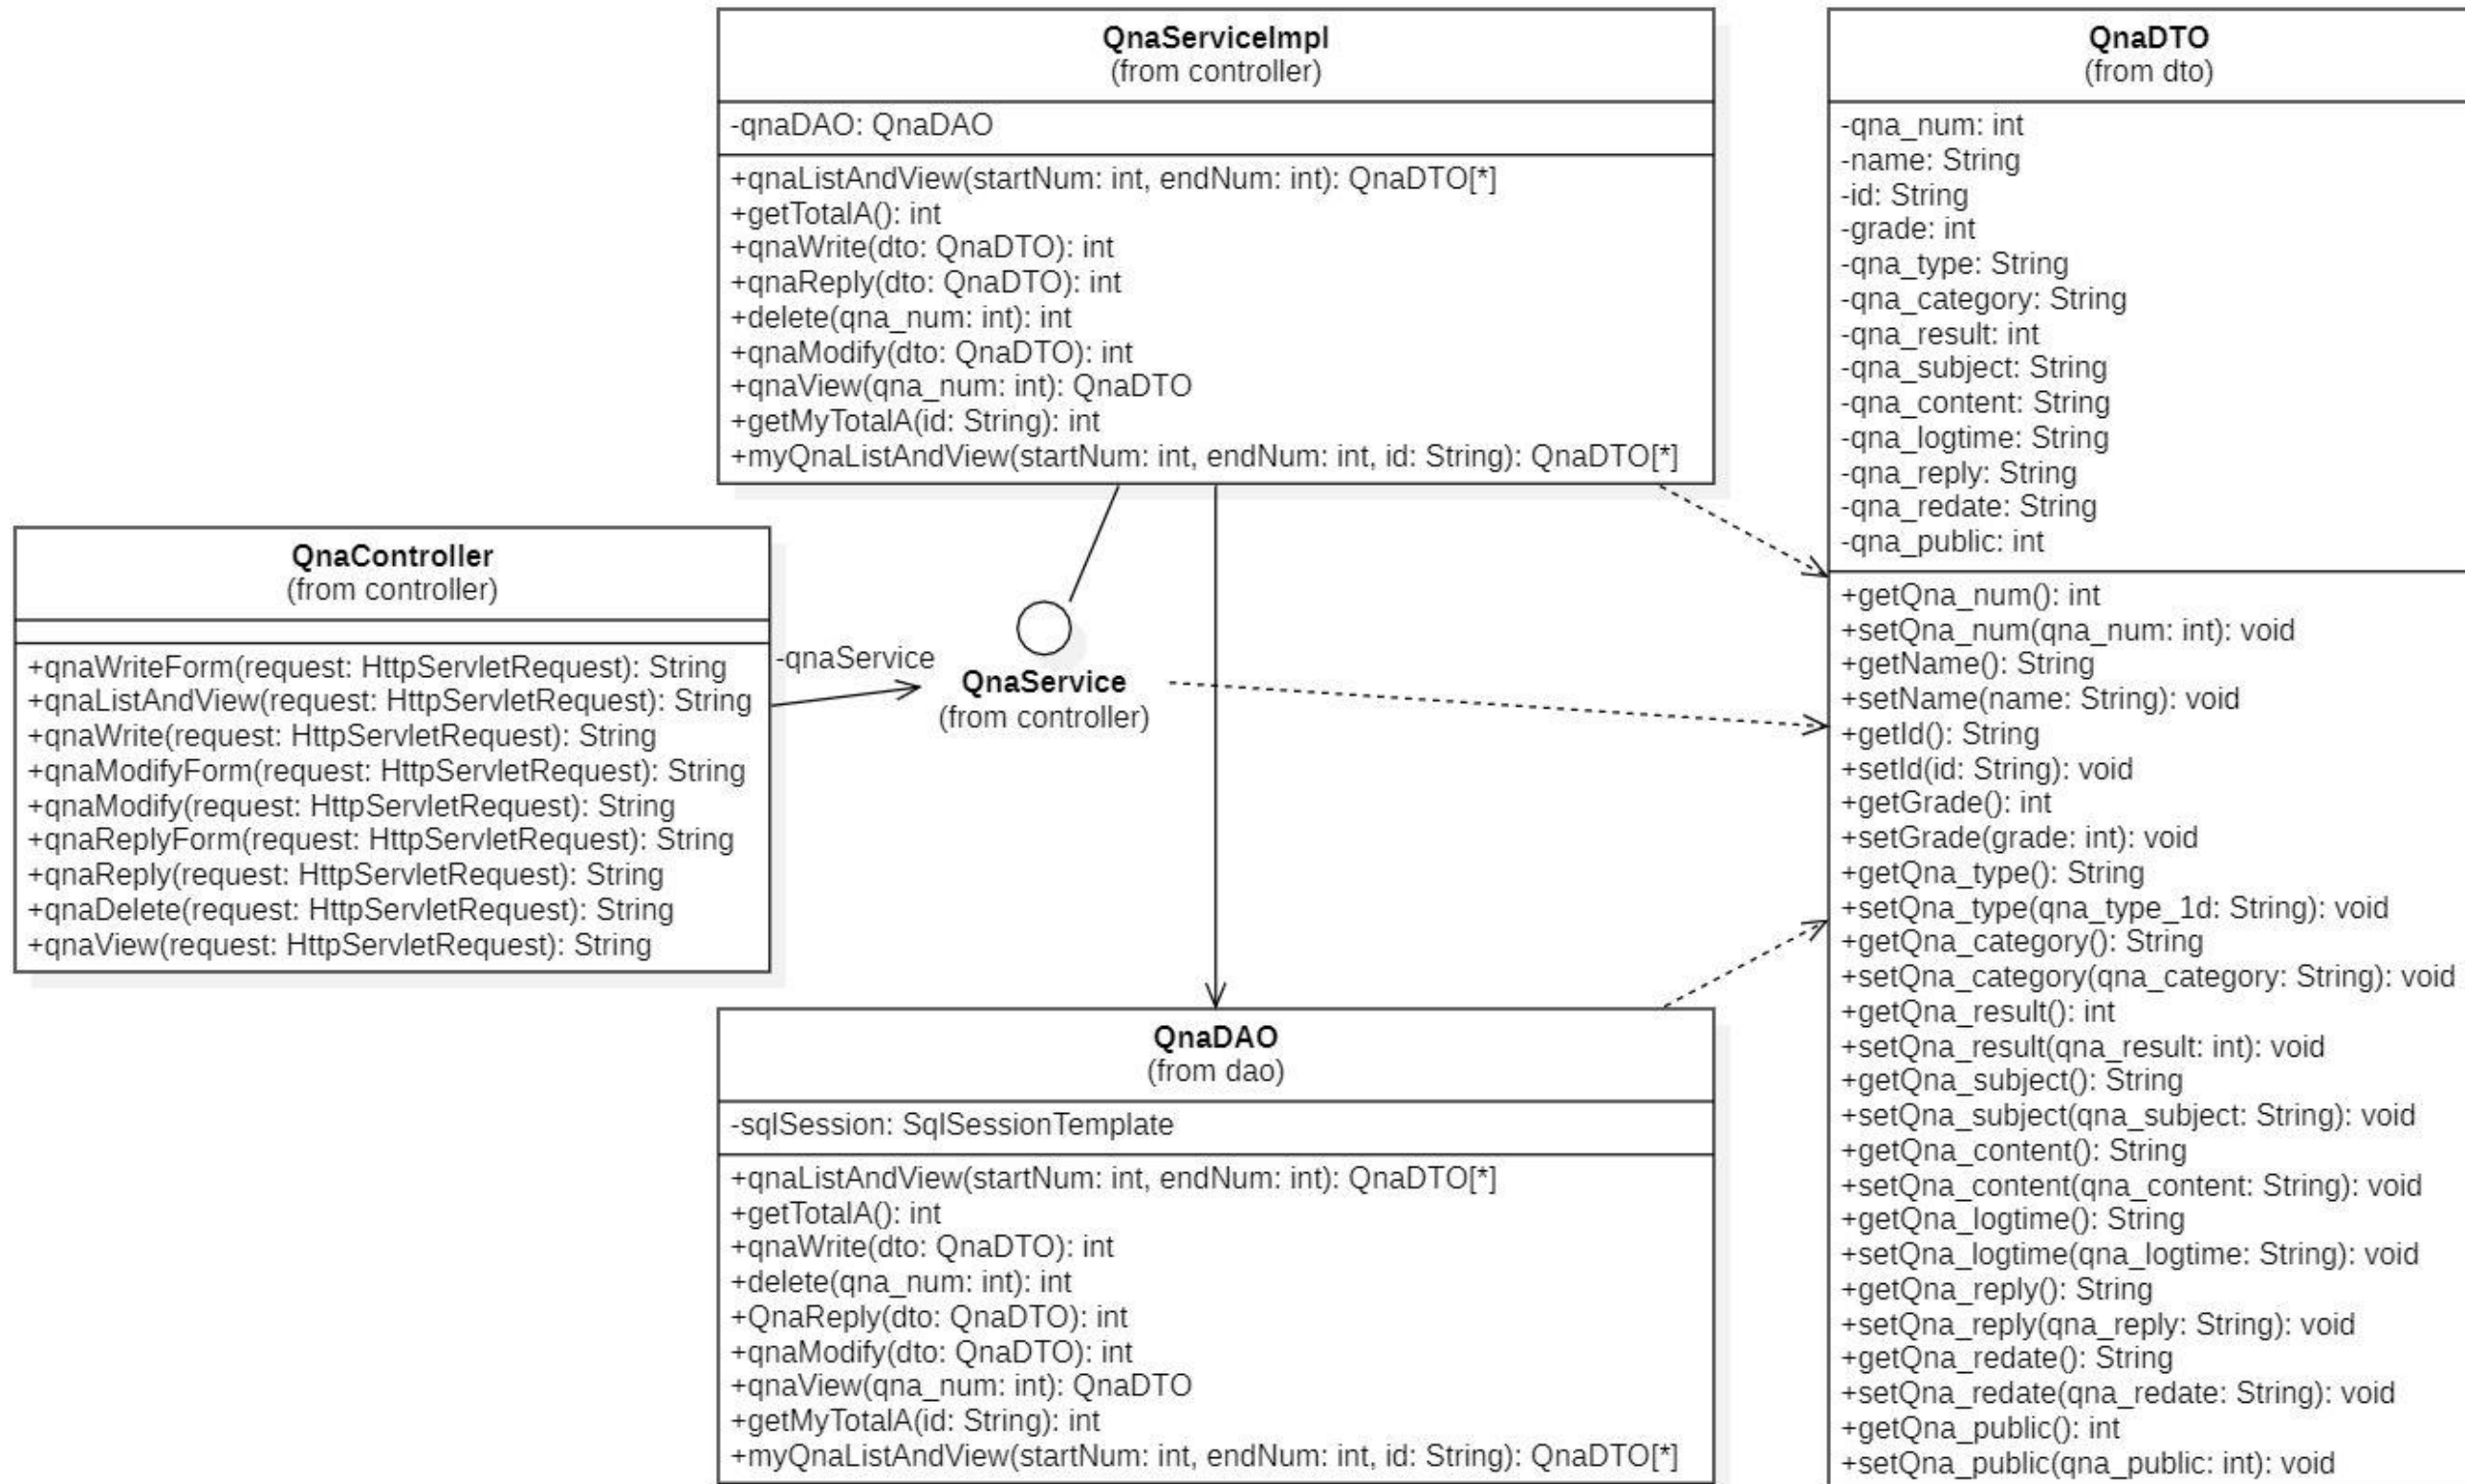 QnaServiceImpl
(from controller)
-qnaDAO: QnaDAO
+qnaListAndView(startNum: int, endNum: int): QnaDTO[*]
+getTotalA(): int
+qnaWrite(dto: QnaDTO): int
+qnaReply(dto: QnaDTO): int
+delete(qna_num: int): int
+qnaModify(dto: QnaDTO): int
+qnaView(qna_num: int): QnaDTO
+getMyTotalA(id: String): int
+myQnaListAndView(startNum: int, endNum: int, id: String): QnaDTO[*]
QnaController
(from controller)
+qnaWriteForm(request: HttpServletRequest): String
+qnaListAndView(request: HttpServletRequest): String
+qnaWrite(request: HttpServletRequest): String
+qnaModifyForm(request: HttpServletRequest): String
+qnaModify(request: HttpServletRequest): String
+qnaReplyForm(request: HttpServletRequest): String
+qnaReply(request: HttpServletRequest): String
+qnaDelete(request: HttpServletRequest): String
+qnaView(request: HttpServletRequest): String
-qnaService
QnaService
(from controller)
QnaDAO
(from dao)
-sqlSession: SqlSessionTemplate
+qnaListAndView(startNum: int, endNum: int): QnaDTO[*]
+getTotalA(): int
+qnaWrite(dto: QnaDTO): int
+delete(qna_num: int): int
+QnaReply(dto: QnaDTO): int
+qnaModify(dto: QnaDTO): int
+qnaView(qna_num: int): QnaDTO
+getMyTotalA(id: String): int
+myQnaListAndView(startNum: int, endNum: int, id: String): QnaDTO[*]
QnaDTO
(from dto)
-qna_num: int
-name: String
-id: String
-grade: int
-qna_type: String
-qna_category: String
-qna_result: int
-qna_subject: String
-qna_content: String
-qna_logtime: String
-qna_reply: String
-qna_redate: String
-qna_public: int
+getQna_num(): int
+setQna_num(qna_num: int): void
+getName(): String
+setName(name: String): void
+getId(): String
+setId(id: String): void
+getGrade(): int
+setGrade(grade: int): void
+getQna_type(): String
+setQna_type(qna_type_1d: String): void
+getQna_category(): String
+setQna_category(qna_category: String): void
+getQna_result(): int
+setQna_result(qna_result: int): void
+getQna_subject(): String
+setQna_subject(qna_subject: String): void
+getQna_content(): String
+setQna_content(qna_content: String): void
+getQna_logtime(): String
+setQna_logtime(qna_logtime: String): void
+getQna_reply(): String
+setQna_reply(qna_reply: String): void
+getQna_redate(): String
+setQna_redate(qna_redate: String): void
+getQna_public(): int
+setQna_public(qna_public: int): void